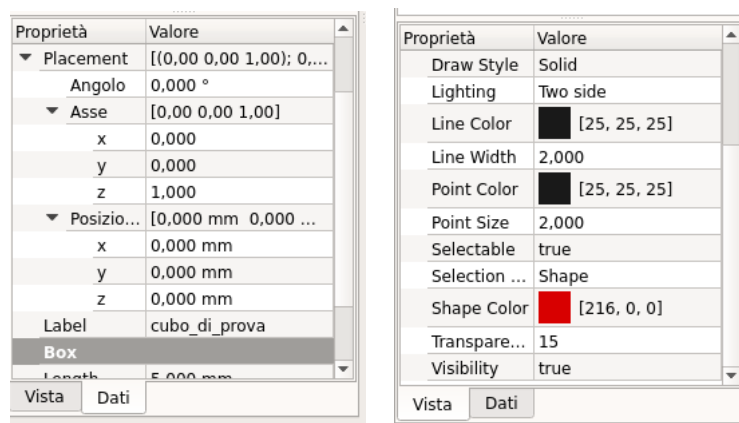 Proprietà Valore
Placement [(0,00 0,00 1,00); 0,...
Angolo 0,000 °
Asse [0,00 0,00 1,00]
x 0,000
y 0,000
z 1,000
Posizio... [0,000 mm 0,000 ...
x 0,000 mm
y 0,000 mm
z 0,000 mm
Label cubo_di_prova
Box
Length 5,000 mm
Vista Dati
Proprietà Valore
Draw Style Solid
Lighting Two side
Line Color [25, 25, 25]
Line Width 2,000
Point Color [25, 25, 25]
Point Size 2,000
Selectable true
Selection ... Shape
Shape Color [216, 0, 0]
Transpare... 15
Visibility true
Vista Dati